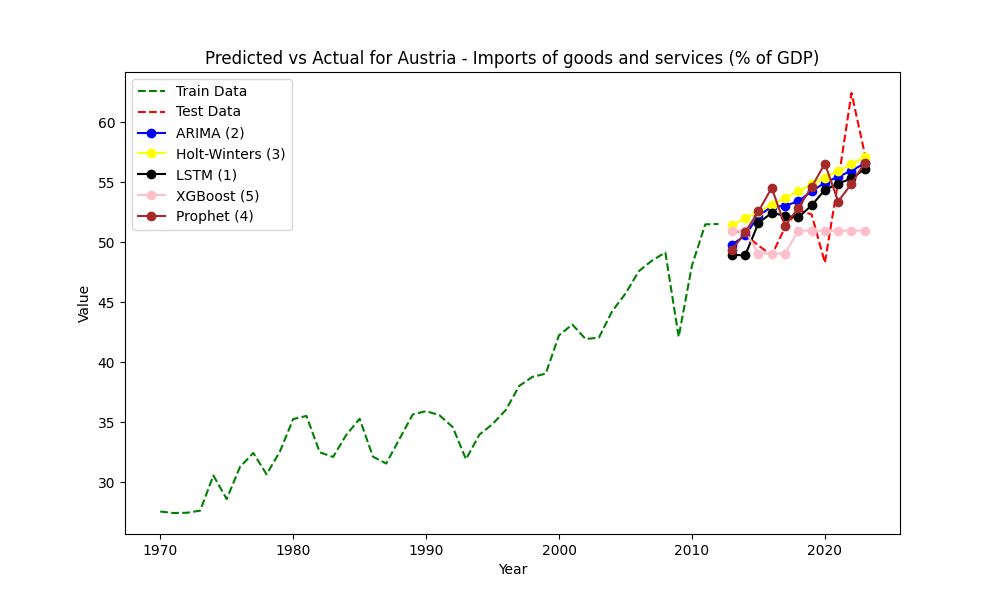 Predicted vs Actual for Austria - Imports of goods and services (% of GDP)
Train Data
Test Data
ARIMA (2)
Holt-Winters (3)
LSTM (1)
XGBoost (5)
Prophet (4)
Value
60
55
50
45
40
35
30
1970 1980 1990 2000 2010 2020
Year